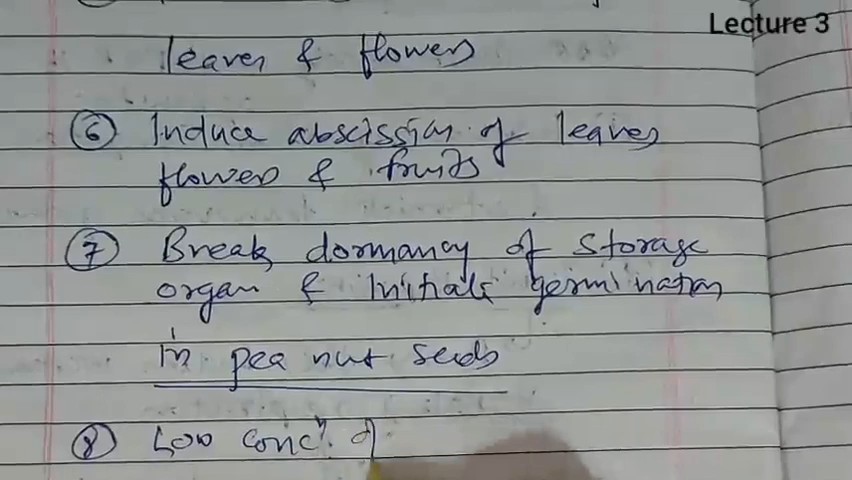 Lecture 3
leaves & flowers
⑥ Induce abscission of leaves
flowers & fruits
⑦ Break dormancy of storage
organ & initiate germination
in pea nut seeds
⑧ Low concⁿ. of